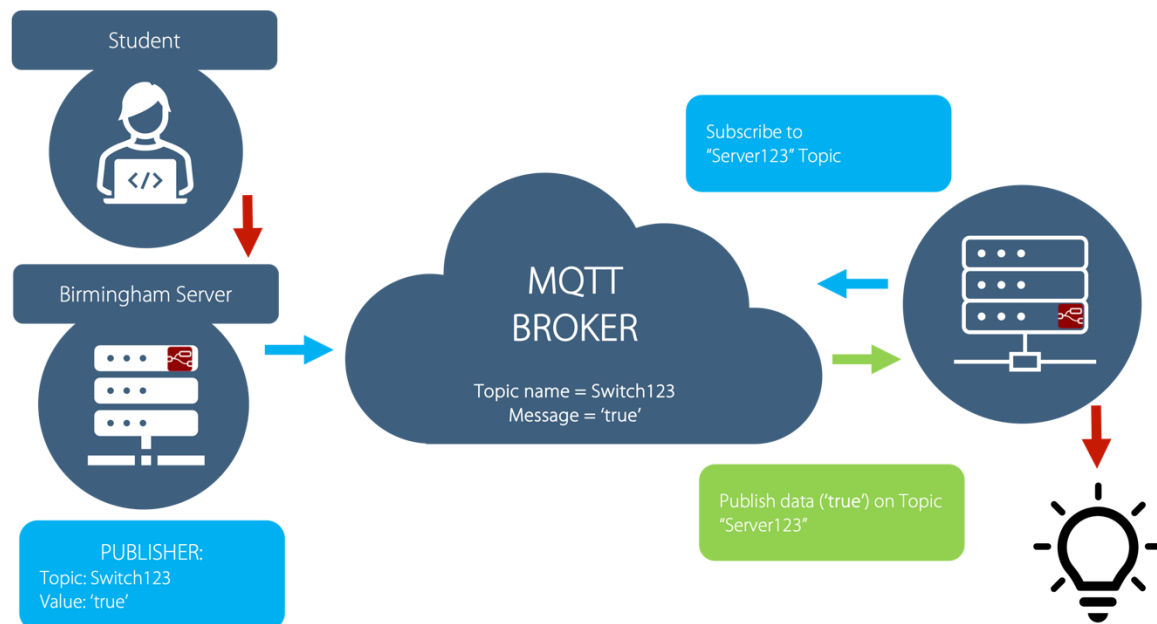 Student
</>
Birmingham Server
PUBLISHER:
Topic: Switch123
Value: ‘true’
MQTT
BROKER
Topic name = Switch123
Message = ‘true’
Subscribe to
“Server123” Topic
Publish data (‘true’) on Topic
“Server123”